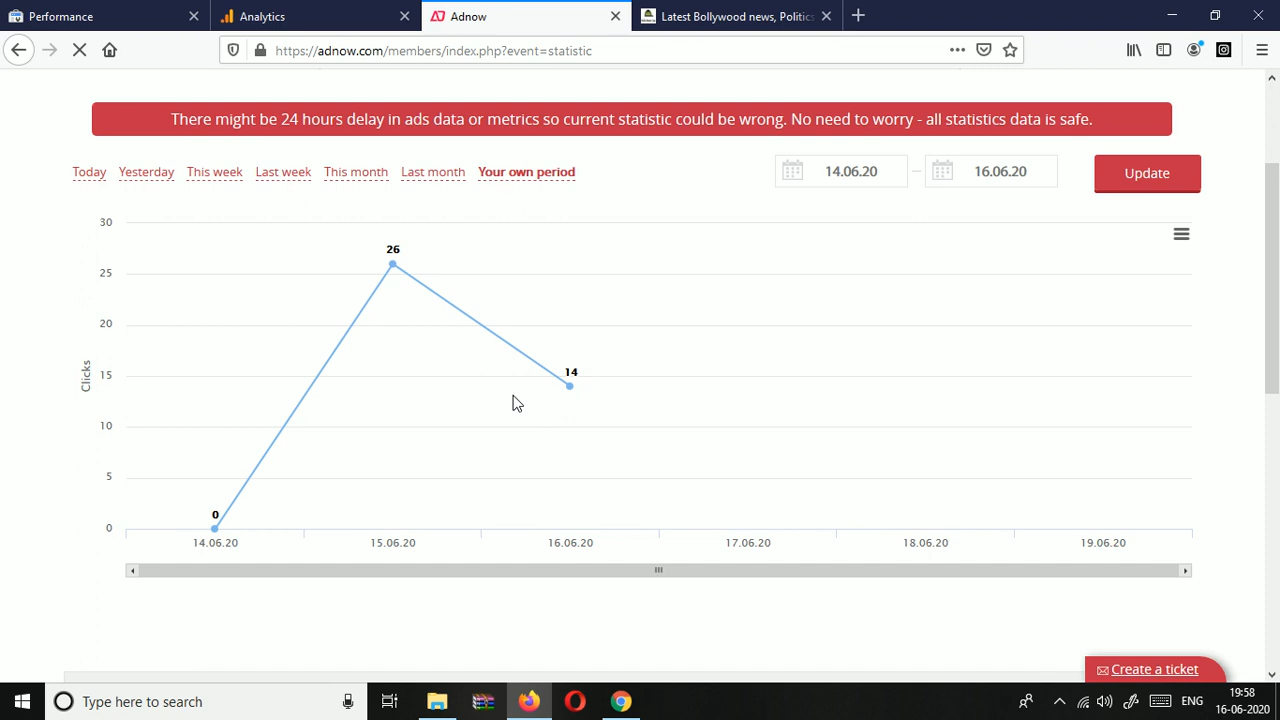 Performance
Analytics
Adnow
Latest Bollywood news, Politics
https://adnow.com/members/index.php?event=statistic
There might be 24 hours delay in ads data or metrics so current statistic could be wrong. No need to worry - all statistics data is safe.
Today Yesterday This week Last week This month Last month Your own period
14.06.20 – 16.06.20
Update
30
25
20
15
10
5
0
Clicks
26
14
0
14.06.20 15.06.20 16.06.20 17.06.20 18.06.20 19.06.20
Create a ticket
Type here to search
ENG
19:58
16-06-2020